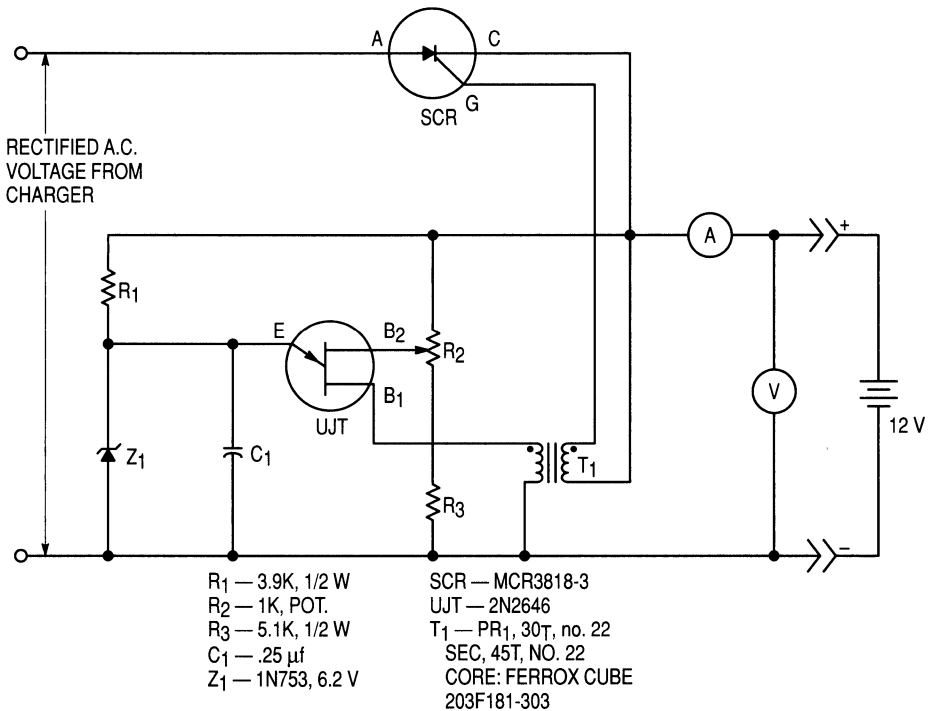 A
C
G
SCR
RECTIFIED A.C.
VOLTAGE FROM
CHARGER
A
+
R1
E
B2
R2
B1
UJT
V
12 V
Z1
C1
T1
R3
–
R1 — 3.9K, 1/2 W
R2 — 1K, POT.
R3 — 5.1K, 1/2 W
C1 — .25 μf
Z1 — 1N753, 6.2 V
SCR — MCR3818-3
UJT — 2N2646
T1 — PR1, 30T, no. 22
SEC, 45T, NO. 22
CORE: FERROX CUBE
203F181-303